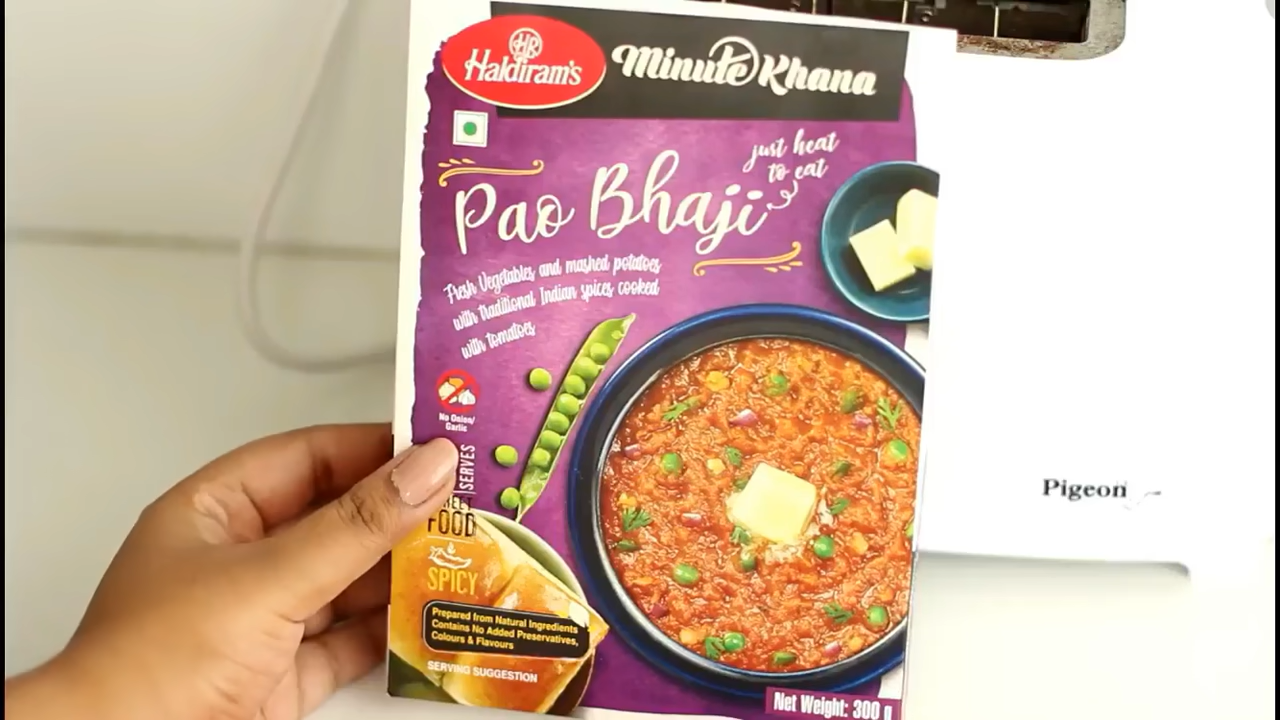 HR
Haldiram's
Minute Khana
just heat
to eat
Pao Bhaji
Fresh Vegetables and mashed potatoes
with traditional Indian spices cooked
with tomatoes
No Onion/
Garlic
SERVES
FOOD
SPICY
Prepared from Natural Ingredients
Contains No Added Preservatives,
Colours & Flavours
SERVING SUGGESTION
Net Weight: 300 g
Pigeon